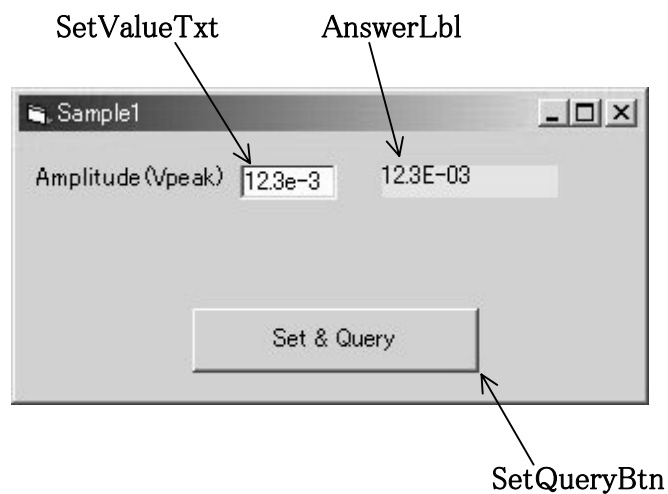 SetValueTxt AnswerLbl
Sample1
Amplitude(Vpeak) 12.3e-3 12.3E-03
Set & Query
SetQueryBtn